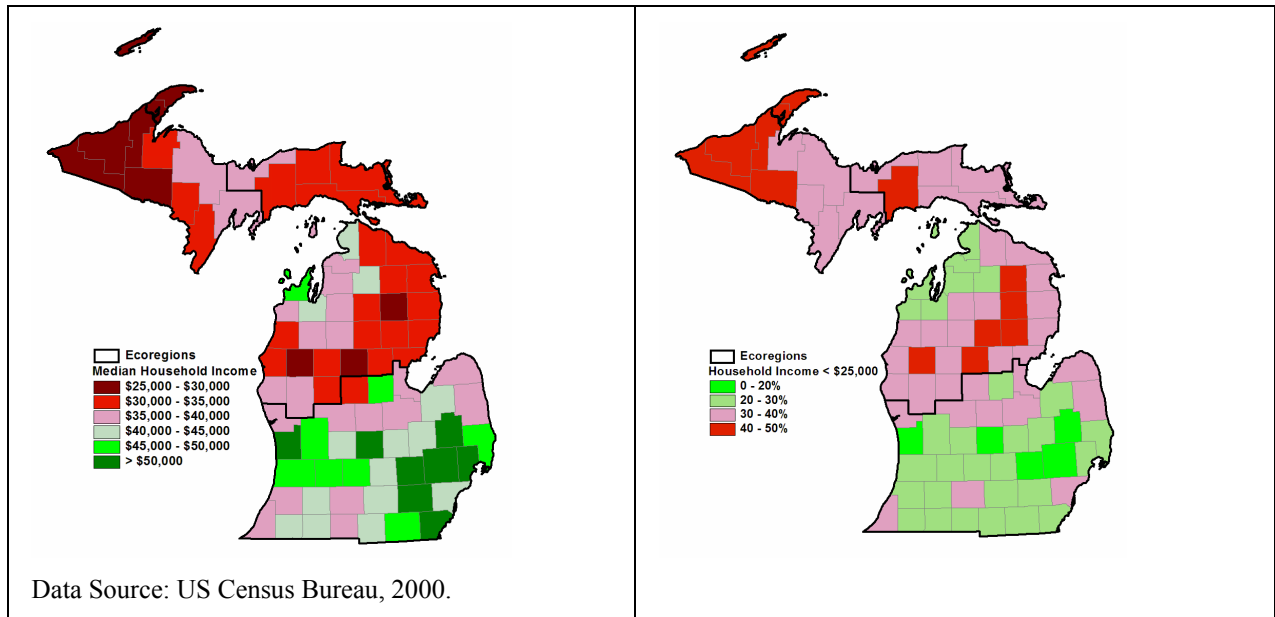 Ecoregions
Median Household Income
$25,000 - $30,000
$30,000 - $35,000
$35,000 - $40,000
$40,000 - $45,000
$45,000 - $50,000
> $50,000
Data Source: US Census Bureau, 2000.
Ecoregions
Household Income < $25,000
0 - 20%
20 - 30%
30 - 40%
40 - 50%